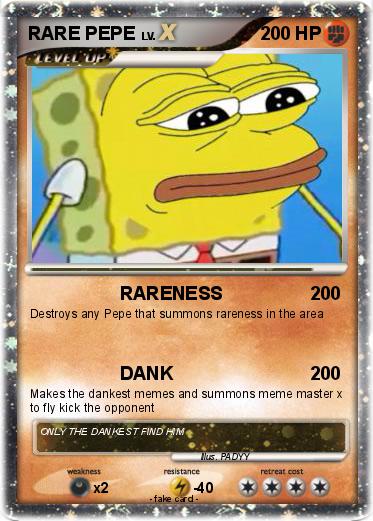 RARE PEPE LV. X 200 HP
LEVEL-UP
RARENESS 200
Destroys any Pepe that summons rareness in the area
DANK 200
Makes the dankest memes and summons meme master x
to fly kick the opponent
ONLY THE DANKEST FIND HIM
Illus. PADYY
weakness resistance retreat cost
x2 -40
- fake card -